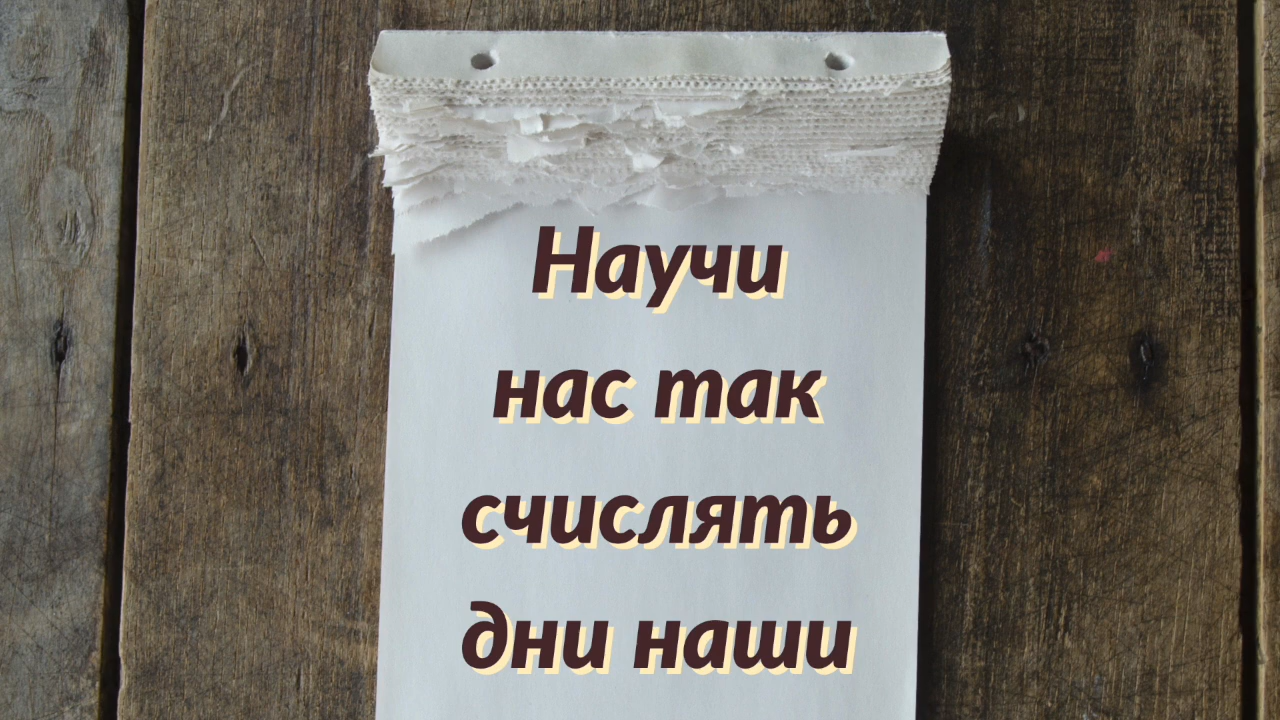 Научи
нас так
счислять
дни наши